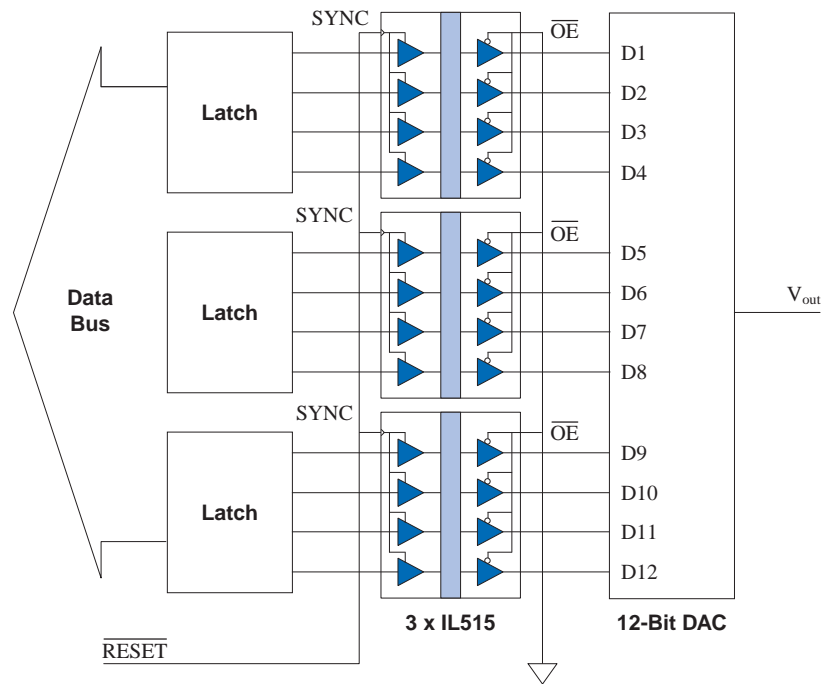 SYNC
OE
D1
D2
D3
D4
Latch
SYNC
OE
D5
D6
D7
D8
Latch
Data
Bus
Vout
SYNC
OE
D9
D10
D11
D12
Latch
3 x IL515
12-Bit DAC
RESET